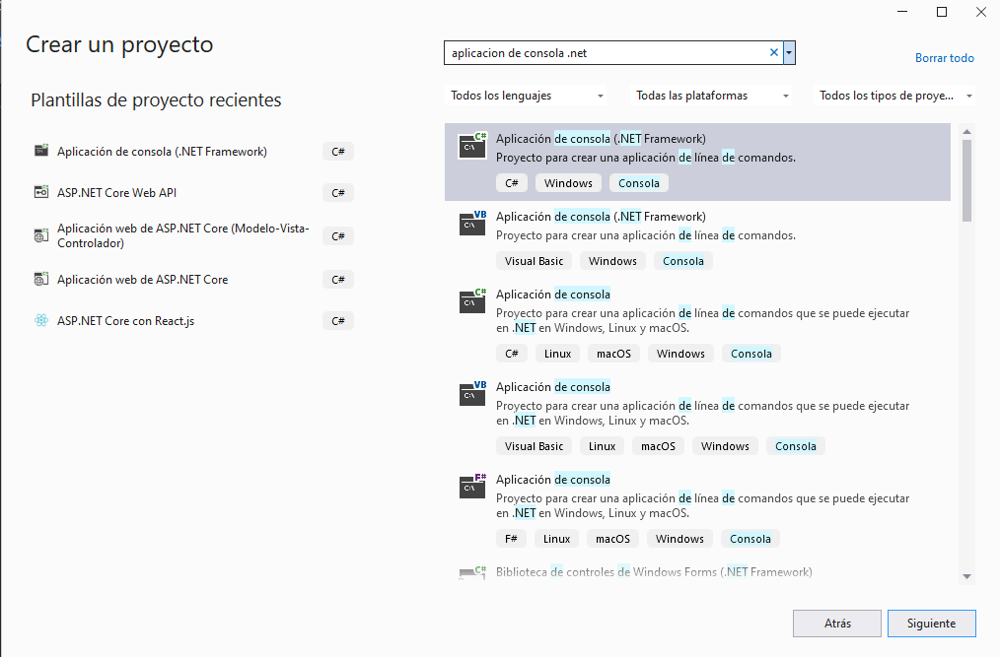 Crear un proyecto
Plantillas de proyecto recientes
Aplicación de consola (.NET Framework)
C#
ASP.NET Core Web API
C#
Aplicación web de ASP.NET Core (Modelo-Vista-
Controlador)
C#
Aplicación web de ASP.NET Core
C#
ASP.NET Core con React.js
C#
aplicacion de consola .net
Borrar todo
Todos los lenguajes
Todas las plataformas
Todos los tipos de proye...
C#
C:\
Aplicación de consola (.NET Framework)
Proyecto para crear una aplicación de línea de comandos.
C# Windows Consola
VB
C:\
Aplicación de consola (.NET Framework)
Proyecto para crear una aplicación de línea de comandos.
Visual Basic Windows Consola
C#
C:\
Aplicación de consola
Proyecto para crear una aplicación de línea de comandos que se puede ejecutar
en .NET en Windows, Linux y macOS.
C# Linux macOS Windows Consola
VB
C:\
Aplicación de consola
Proyecto para crear una aplicación de línea de comandos que se puede ejecutar
en .NET en Windows, Linux y macOS.
Visual Basic Linux macOS Windows Consola
F#
C:\
Aplicación de consola
Proyecto para crear una aplicación de línea de comandos que se puede ejecutar
en .NET en Windows, Linux y macOS.
F# Linux macOS Windows Consola
C#
Biblioteca de controles de Windows Forms (.NET Framework)
Atrás
Siguiente